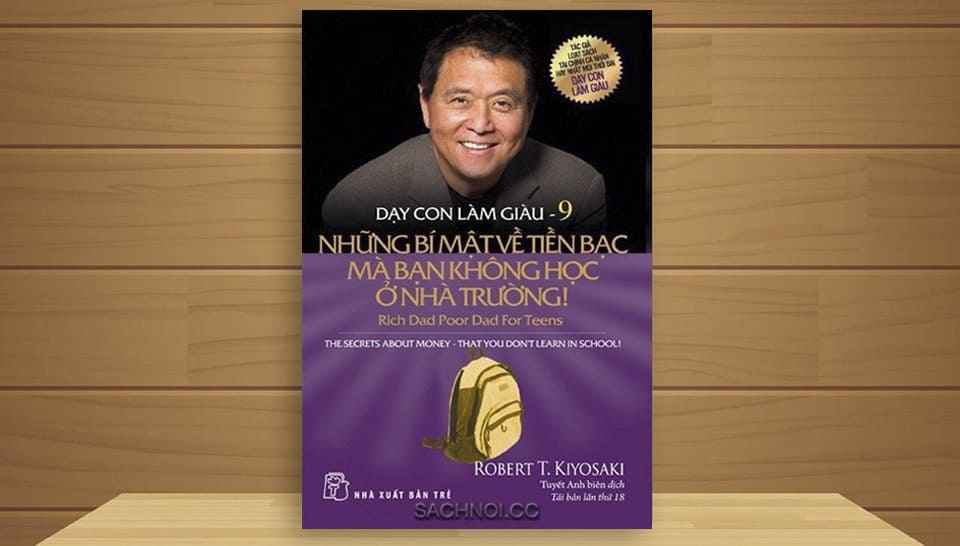 TÁC GIẢ
LOẠT SÁCH
TÀI CHÍNH CÁ NHÂN
HAY NHẤT MỌI THỜI ĐẠI
DẠY CON
LÀM GIÀU
DẠY CON LÀM GIÀU - 9
NHỮNG BÍ MẬT VỀ TIỀN BẠC
MÀ BẠN KHÔNG HỌC
Ở NHÀ TRƯỜNG!
Rich Dad Poor Dad For Teens
THE SECRETS ABOUT MONEY - THAT YOU DON'T LEARN IN SCHOOL!
ROBERT T. KIYOSAKI
Tuyết Anh biên dịch
Tái bản lần thứ 18
NHÀ XUẤT BẢN TRẺ
SACHNOI.CC